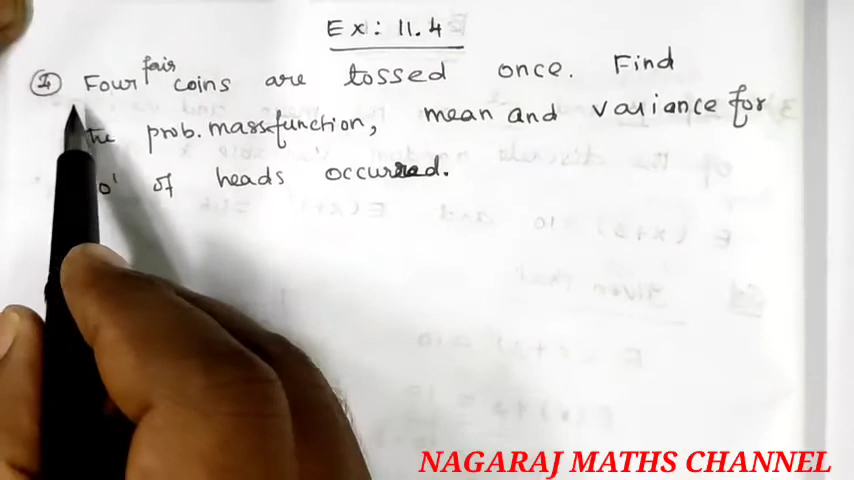 Ex: 11.4
④ Four fair coins are tossed once. Find
the prob. mass function, mean and variance for
of heads occurred.
NAGARAJ MATHS CHANNEL